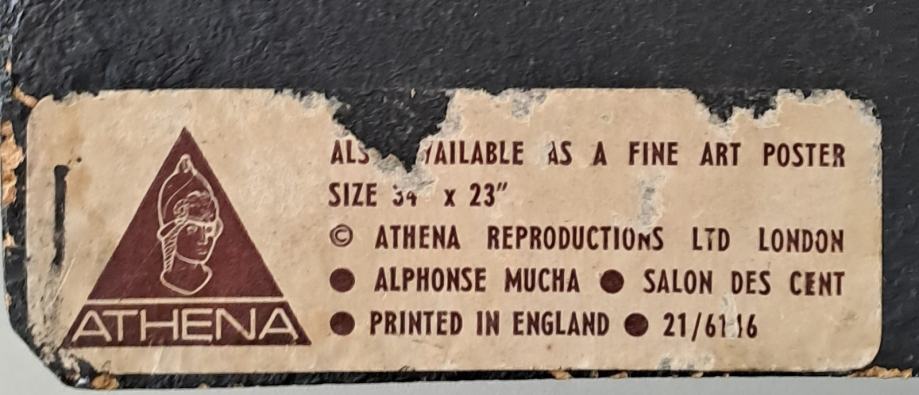 AVAILABLE AS A FINE ART POSTER
SIZE 34" x 23"
© ATHENA REPRODUCTIONS LTD LONDON
● ALPHONSE MUCHA ● SALON DES CENT
● PRINTED IN ENGLAND ●
ATHENA